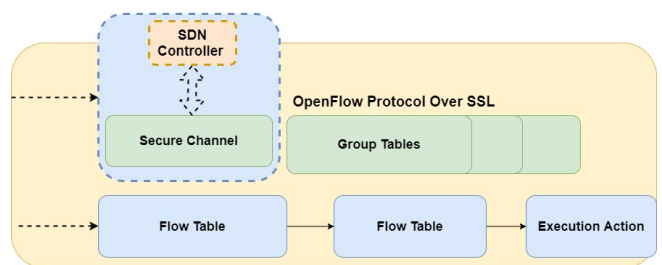 SDN
Controller
OpenFlow Protocol Over SSL
Secure Channel
Group Tables
Flow Table
Flow Table
Execution Action